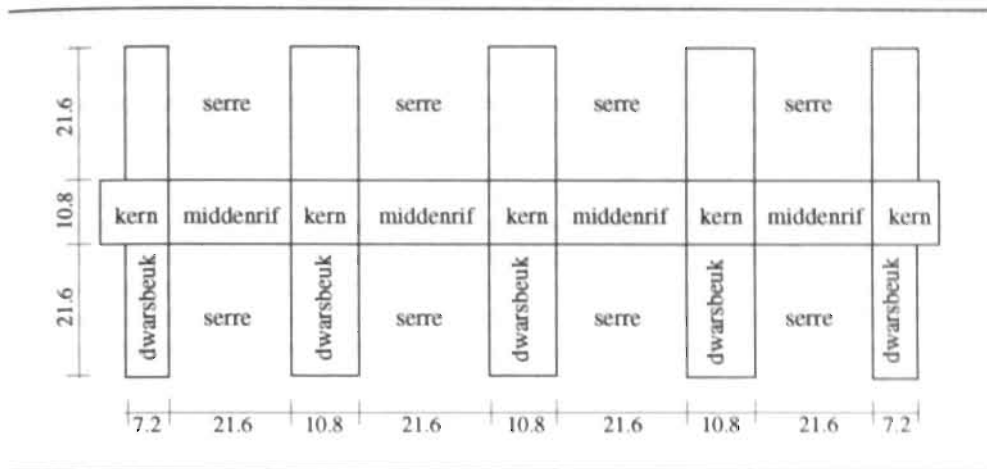 21.6
serre serre serre serre
10.8
kern middenrif kern middenrif kern middenrif kern middenrif kern
21.6
dwarsbeuk serre dwarsbeuk serre dwarsbeuk serre dwarsbeuk serre dwarsbeuk
7.2 21.6 10.8 21.6 10.8 21.6 10.8 21.6 7.2